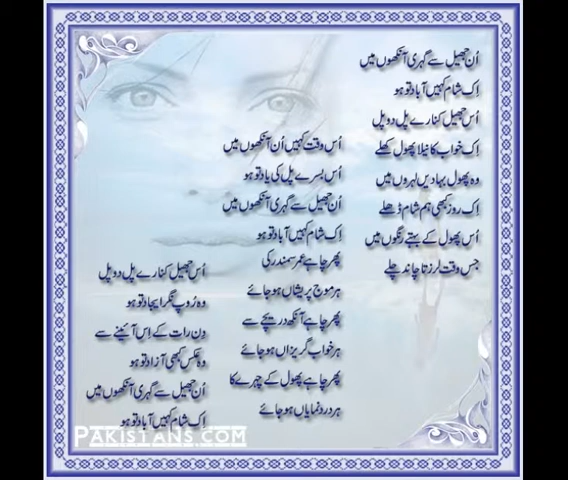 اُن جھیل سے گہری آنکھوں میں
اِک شام کہیں آباد تو ہو
اُس جھیل کنارے پل دو پل
اِک خواب کا نیلا پھول کھلے
وہ پھول بہا دیں لہروں میں
اِک روز کبھی ہم شام ڈھلے
اُس پھول کے بہتے رنگوں میں
جس وقت لرزتا چاند چلے
اُس وقت کہیں اُن آنکھوں میں
اُس بسرے پل کی یاد تو ہو
اُن جھیل سے گہری آنکھوں میں
اِک شام کہیں آباد تو ہو
پھر چاہے عمر سمندر کی
ہر موج پریشاں ہو جائے
پھر چاہے آنکھ دریچے سے
ہر خواب گریزاں ہو جائے
پھر چاہے پھول کے چہرے کا
ہر درد نمایاں ہو جائے
اُس جھیل کنارے پل دو پل
وہ رُوپ نگر ایجاد تو ہو
دِن رات کے اِس آئینے سے
وہ عکس کبھی آزاد تو ہو
اُن جھیل سے گہری آنکھوں میں
اِک شام کہیں آباد تو ہو
PAKISTANS.COM